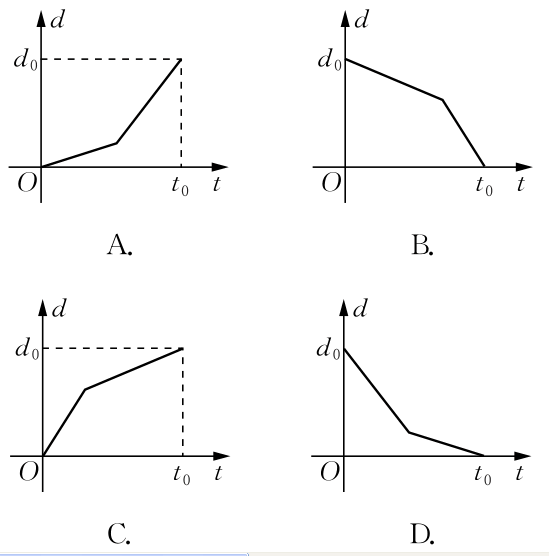 d
d
d₀
d₀
O
t₀
t
O
t₀
t
A.
B.
d
d
d₀
d₀
O
t₀
t
O
t₀
t
C.
D.